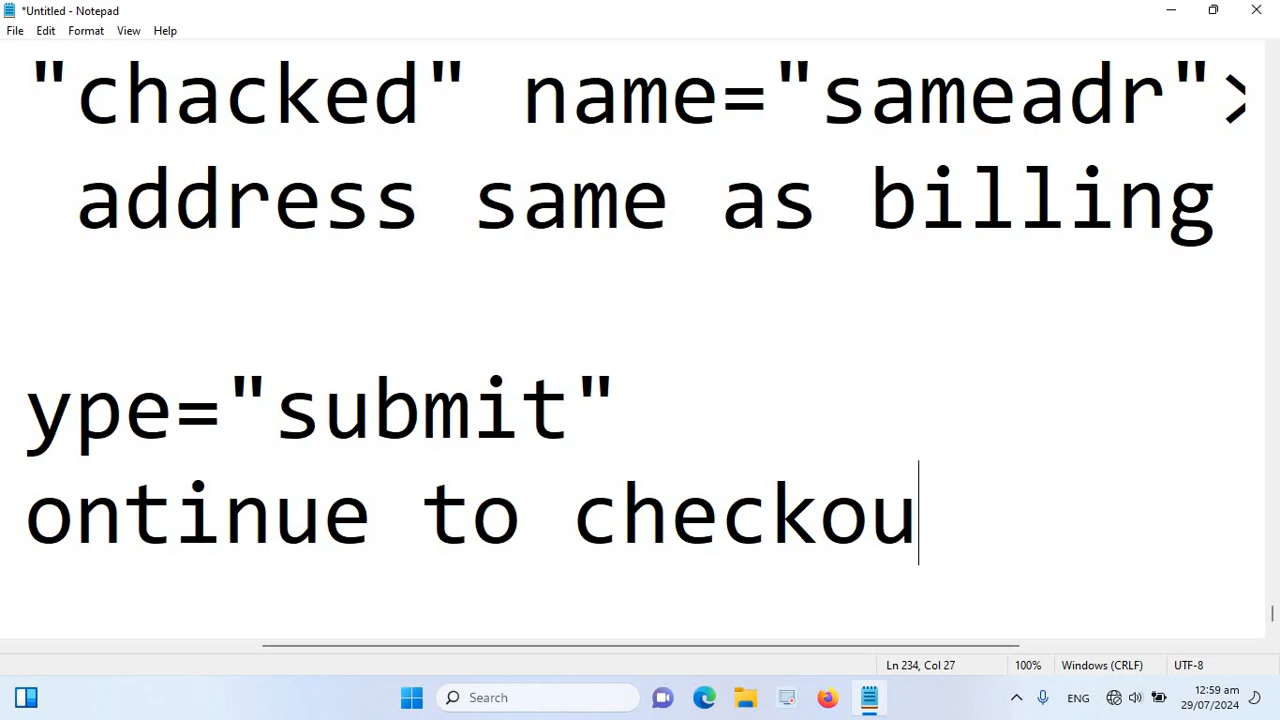 *Untitled - Notepad
File Edit Format View Help
"chacked" name="sameadr">
address same as billing
ype="submit"
ontinue to checkou
Ln 234, Col 27 100% Windows (CRLF) UTF-8
Search ENG 12:59 am
29/07/2024